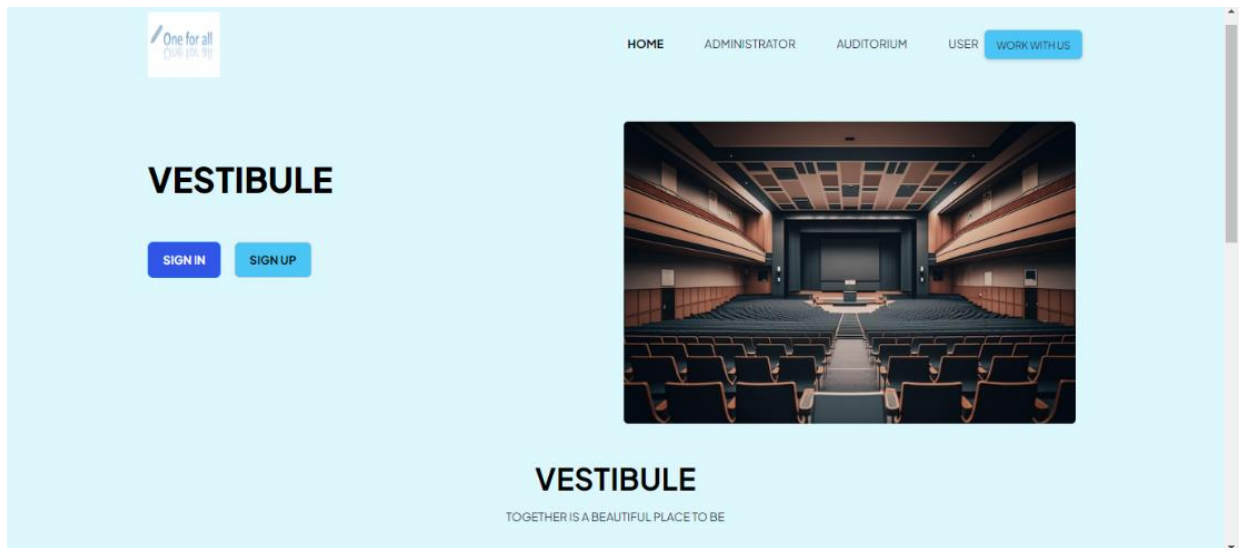 One for all
HOME ADMINISTRATOR AUDITORIUM USER WORK WITH US
VESTIBULE
SIGN IN SIGN UP
VESTIBULE
TOGETHER IS A BEAUTIFUL PLACE TO BE